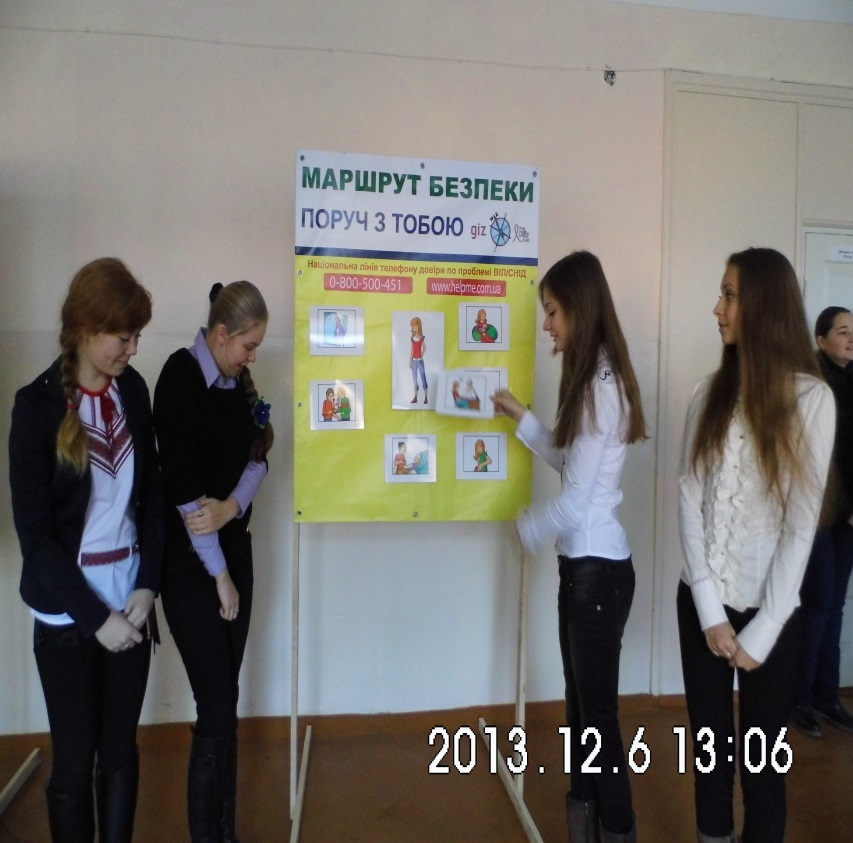 МАРШРУТ БЕЗПЕКИ
ПОРУЧ З ТОБОЮ giz
Національна лінія телефону довіри по проблемі ВІЛ/СНІД
0-800-500-451 www.helpme.com.ua
2013.12.6 13:06